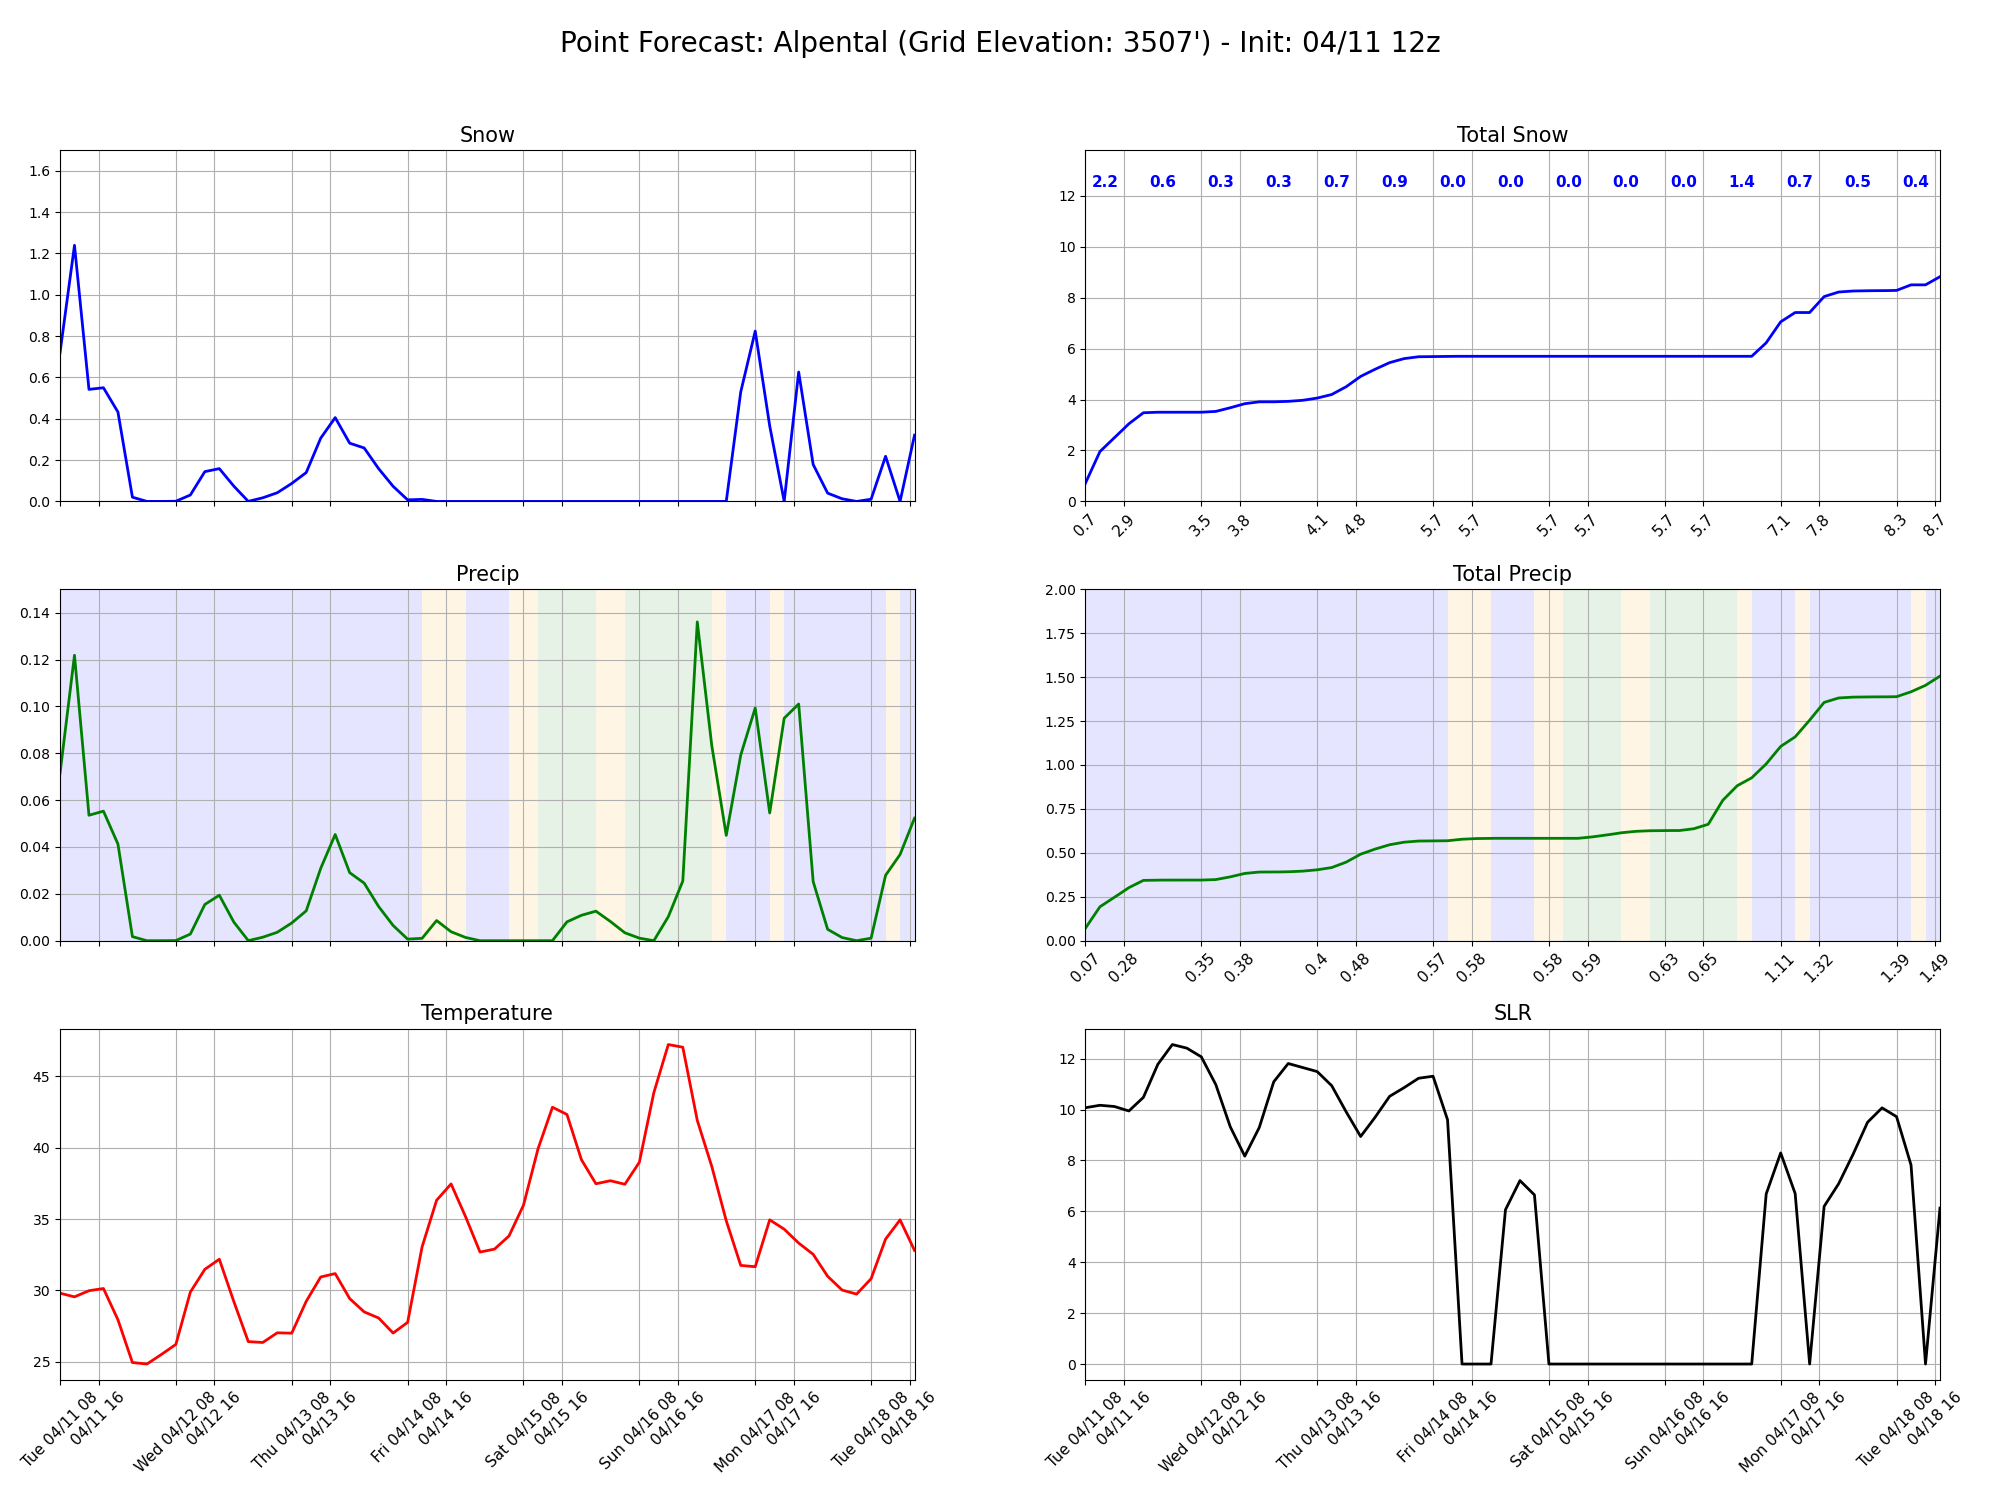 Point Forecast: Alpental (Grid Elevation: 3507') - Init: 04/11 12z
Snow
1.6
1.4
1.2
1.0
0.8
0.6
0.4
0.2
0.0
Total Snow
2.2 0.6 0.3 0.3 0.7 0.9 0.0 0.0 0.0 0.0 0.0 1.4 0.7 0.5 0.4
12
10
8
6
4
2
0
0.7 2.9 3.5 3.8 4.1 4.8 5.7 5.7 5.7 5.7 5.7 5.7 7.1 7.8 8.3 8.7
Precip
0.14
0.12
0.10
0.08
0.06
0.04
0.02
0.00
Total Precip
2.00
1.75
1.50
1.25
1.00
0.75
0.50
0.25
0.00
0.07 0.28 0.35 0.38 0.4 0.48 0.57 0.58 0.58 0.59 0.63 0.65 1.11 1.32 1.39 1.49
Temperature
45
40
35
30
25
Tue 04/11 08
04/11 16
Wed 04/12 08
04/12 16
Thu 04/13 08
04/13 16
Fri 04/14 08
04/14 16
Sat 04/15 08
04/15 16
Sun 04/16 08
04/16 16
Mon 04/17 08
04/17 16
Tue 04/18 08
04/18 16
SLR
12
10
8
6
4
2
0
Tue 04/11 08
04/11 16
Wed 04/12 08
04/12 16
Thu 04/13 08
04/13 16
Fri 04/14 08
04/14 16
Sat 04/15 08
04/15 16
Sun 04/16 08
04/16 16
Mon 04/17 08
04/17 16
Tue 04/18 08
04/18 16